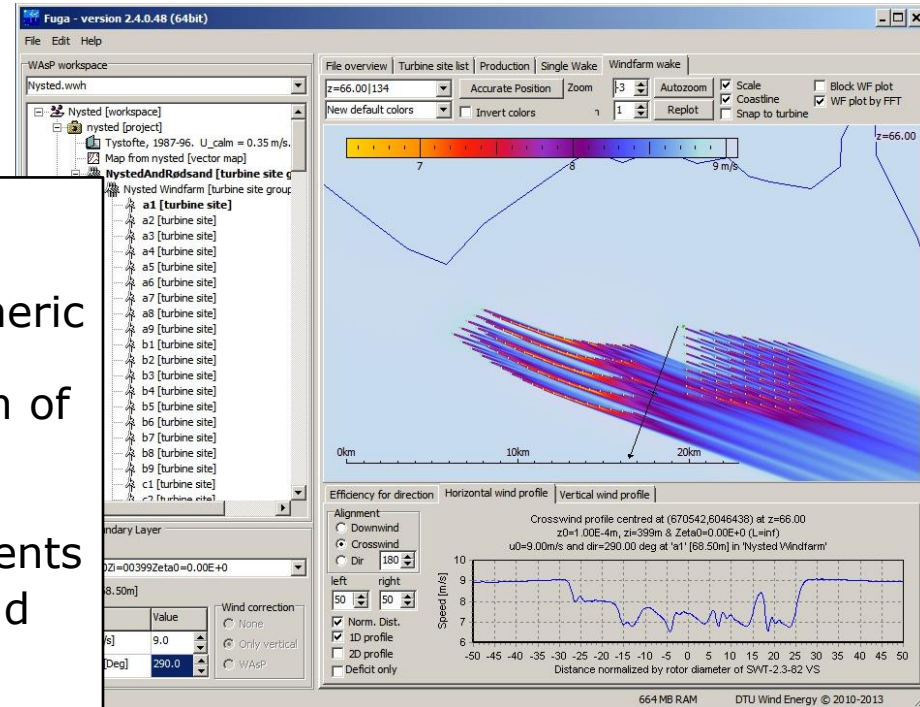 Fuga - version 2.4.0.48 (64bit)
File Edit Help
WAsP workspace
Nysted.wwh
Nysted [workspace]
nysted [project]
Tystofte, 1987-96. U_calm = 0.35 m/s.
Map from nysted [vector map]
NystedAndRødsand [turbine site g
Nysted Windfarm [turbine site group
a1 [turbine site]
a2 [turbine site]
a3 [turbine site]
a4 [turbine site]
a5 [turbine site]
a6 [turbine site]
a7 [turbine site]
a8 [turbine site]
a9 [turbine site]
b1 [turbine site]
b2 [turbine site]
b3 [turbine site]
b4 [turbine site]
b5 [turbine site]
b6 [turbine site]
b7 [turbine site]
b8 [turbine site]
b9 [turbine site]
c1 [turbine site]
c2 [turbine site]
neric
n of
ents
d
ndary Layer
0Zi=00399Zeta0=0.00E+0
8.50m]
Value
/s] 9.0
[Deg] 290.0
Wind correction
None
Only vertical
WAsP
File overview Turbine site list Production Single Wake Windfarm wake
z=66.00|134 Accurate Position Zoom -3 Autozoom Scale Block WF plot
Coastline WF plot by FFT
New default colors Invert colors 1 Replot Snap to turbine
z=66.00
7 8 9 m/s
0km 10km 20km
Efficiency for direction Horizontal wind profile Vertical wind profile
Alignment
Downwind
Crosswind
Dir 180
left right
50 50
Norm. Dist.
1D profile
2D profile
Deficit only
Crosswind profile centred at (670542,6046438) at z=66.00
z0=1.00E-4m, zi=399m & Zeta0=0.00E+0 (L=inf)
u0=9.00m/s and dir=290.00 deg at 'a1' [68.50m] in 'Nysted Windfarm'
Speed [m/s]
10
9
8
7
6
-50 -45 -40 -35 -30 -25 -20 -15 -10 -5 0 5 10 15 20 25 30 35 40 45 50
Distance normalized by rotor diameter of SWT-2.3-82 VS
664 MB RAM DTU Wind Energy © 2010-2013